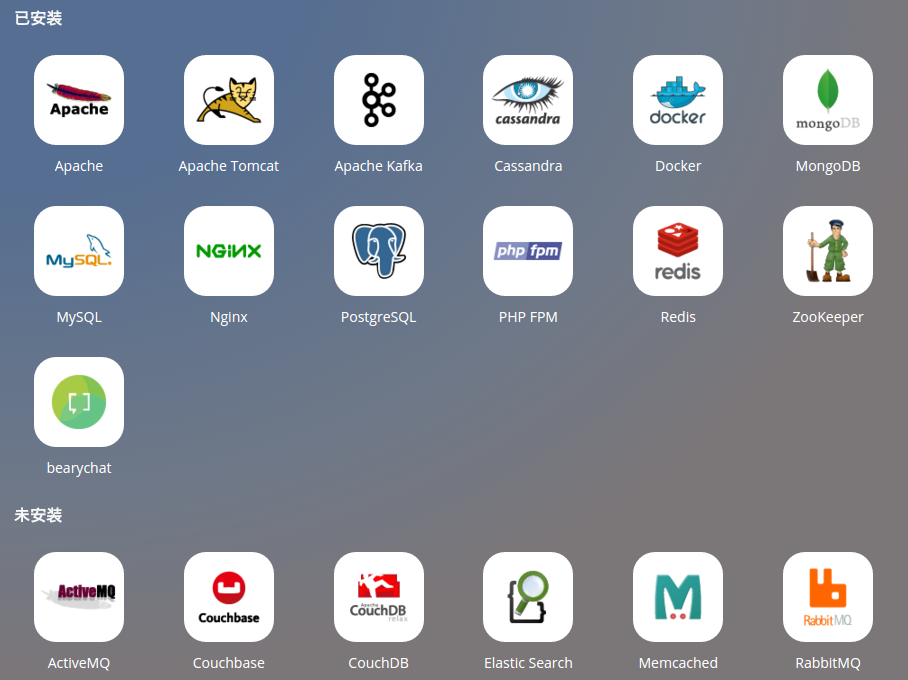 已安装
Apache
cassandra
docker
mongoDB
Apache
Apache Tomcat
Apache Kafka
Cassandra
Docker
MongoDB
MySQL.
NGINX
php fpm
redis
MySQL
Nginx
PostgreSQL
PHP FPM
Redis
ZooKeeper
bearychat
未安装
ActiveMQ
Couchbase
Apache
CouchDB
relax
RabbitMQ
ActiveMQ
Couchbase
CouchDB
Elastic Search
Memcached
RabbitMQ